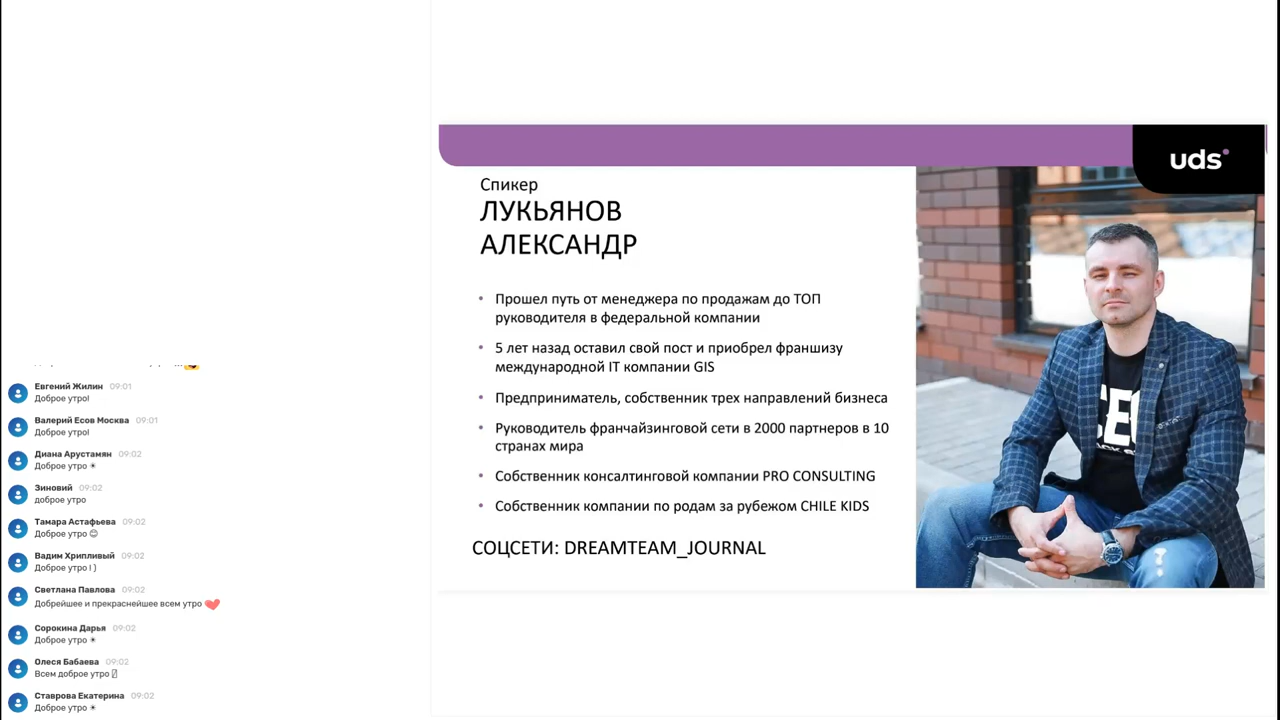 Евгений Жилин 09:01
Доброе утро!
Валерий Есов Москва 09:01
Доброе утро!
Диана Арустамян 09:02
Доброе утро ☀
Зиновий 09:02
доброе утро
Тамара Астафьева 09:02
Доброе утро 😊
Вадим Хрипливый 09:02
Доброе утро ! )
Светлана Павлова 09:02
Добрейшее и прекраснейшее всем утро ❤
Сорокина Дарья 09:02
Доброе утро ☀
Олеся Бабаева 09:02
Всем доброе утро
Ставрова Екатерина 09:02
Доброе утро ☀
uds
Спикер
ЛУКЬЯНОВ
АЛЕКСАНДР
• Прошел путь от менеджера по продажам до ТОП
руководителя в федеральной компании
• 5 лет назад оставил свой пост и приобрел франшизу
международной IT компании GIS
• Предприниматель, собственник трех направлений бизнеса
• Руководитель франчайзинговой сети в 2000 партнеров в 10
странах мира
• Собственник консалтинговой компании PRO CONSULTING
• Собственник компании по родам за рубежом CHILE KIDS
СОЦСЕТИ: DREAMTEAM_JOURNAL
CEO